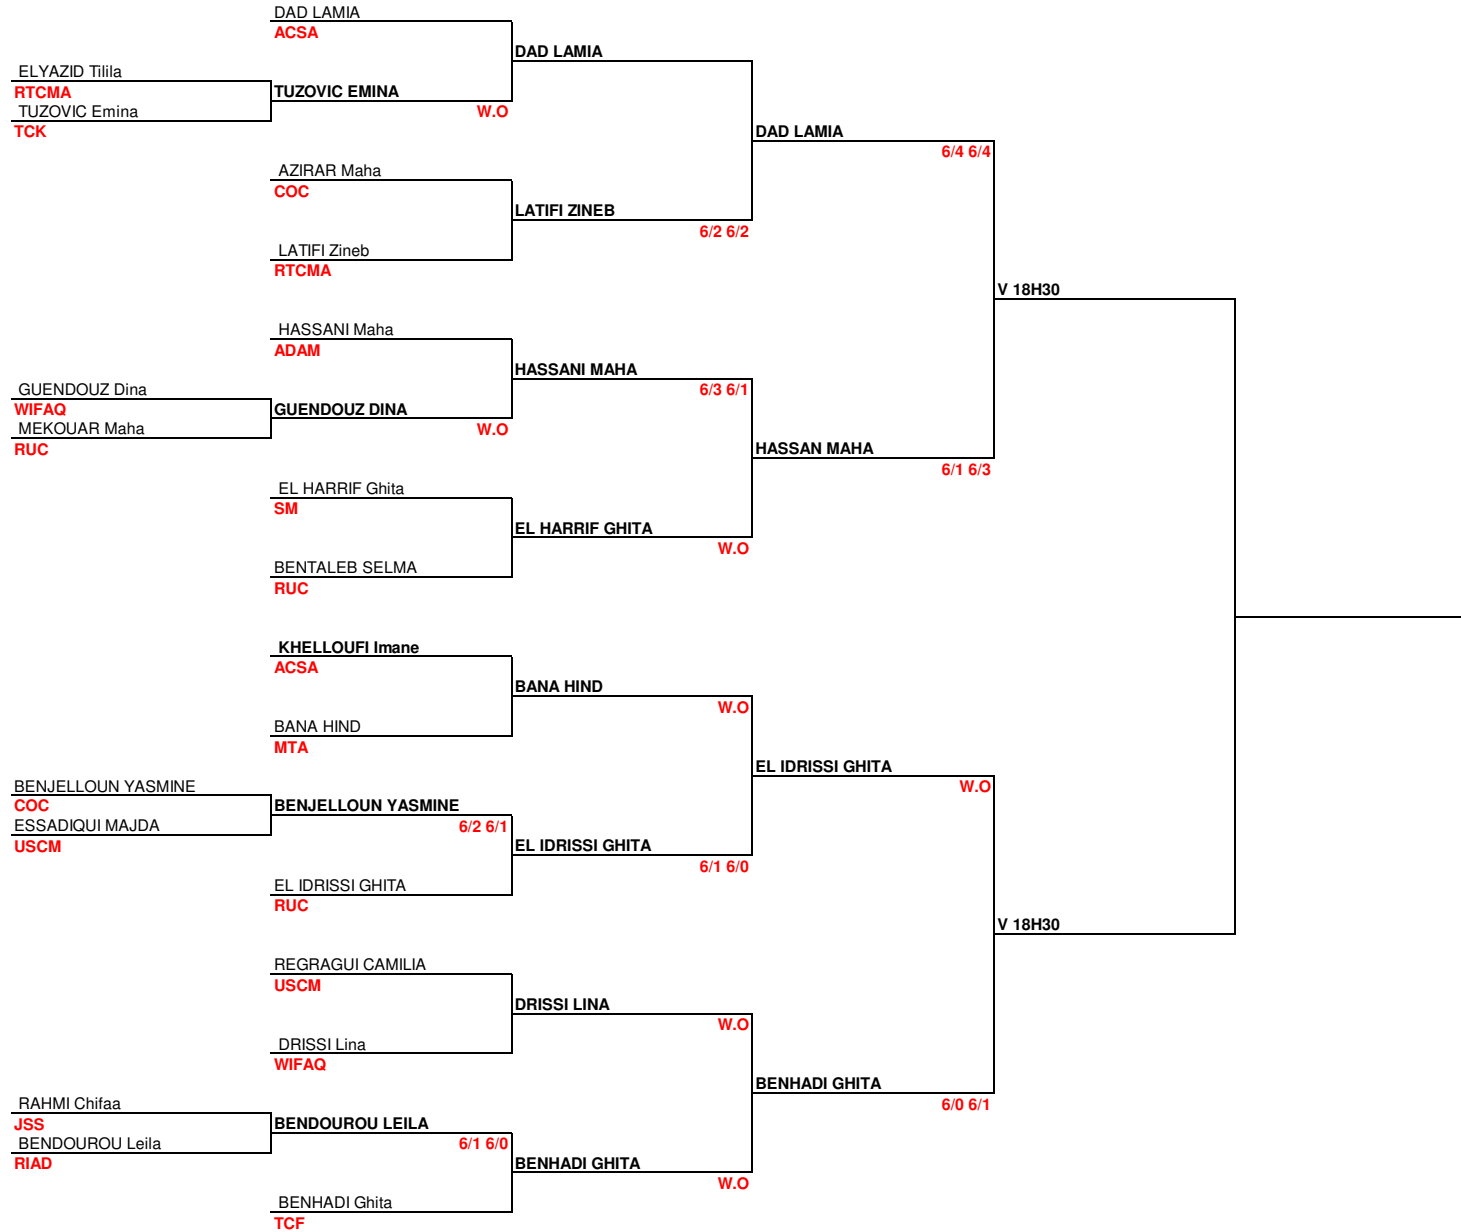 DAD LAMIA
ACSA
DAD LAMIA
ELYAZID Tilila
RTCMA
TUZOVIC EMINA
TUZOVIC Emina
W.O
TCK
DAD LAMIA
6/4 6/4
AZIRAR Maha
COC
LATIFI ZINEB
6/2 6/2
LATIFI Zineb
RTCMA
V 18H30
HASSANI Maha
ADAM
HASSANI MAHA
6/3 6/1
GUENDOUZ Dina
WIFAQ
GUENDOUZ DINA
MEKOUAR Maha
W.O
RUC
HASSAN MAHA
6/1 6/3
EL HARRIF Ghita
SM
EL HARRIF GHITA
W.O
BENTALEB SELMA
RUC
KHELLOUFI Imane
ACSA
BANA HIND
W.O
BANA HIND
MTA
EL IDRISSI GHITA
W.O
BENJELLOUN YASMINE
COC
BENJELLOUN YASMINE
ESSADIQUI MAJDA
6/2 6/1
USCM
EL IDRISSI GHITA
6/1 6/0
EL IDRISSI GHITA
RUC
V 18H30
REGRAGUI CAMILIA
USCM
DRISSI LINA
W.O
DRISSI Lina
WIFAQ
BENHADI GHITA
6/0 6/1
RAHMI Chifaa
JSS
BENDOUROU LEILA
BENDOUROU Leila
6/1 6/0
RIAD
BENHADI GHITA
W.O
BENHADI Ghita
TCF